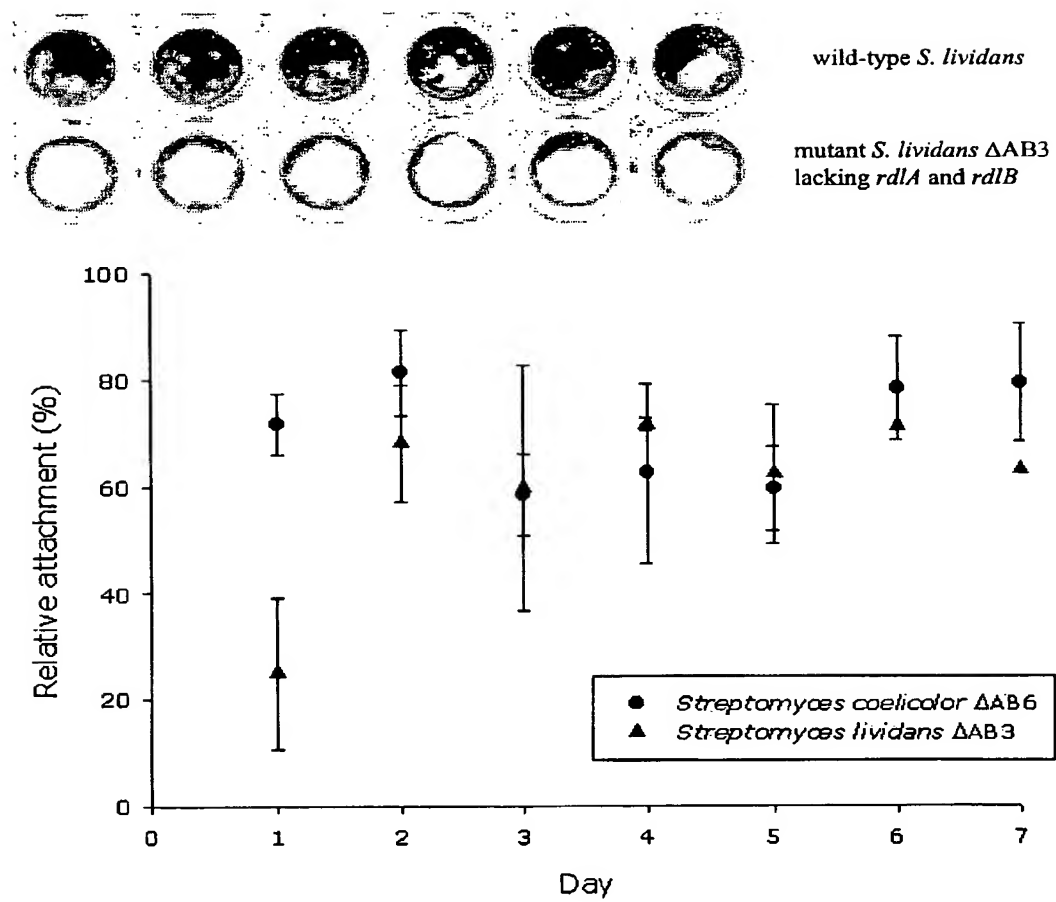 wild-type S. lividans
mutant S. lividans ΔAB3
lacking rdlA and rdlB
100
80
60
40
20
0
Relative attachment (%)
Streptomyces coelicolor ΔAB6
Streptomyces lividans ΔAB3
0 1 2 3 4 5 6 7
Day